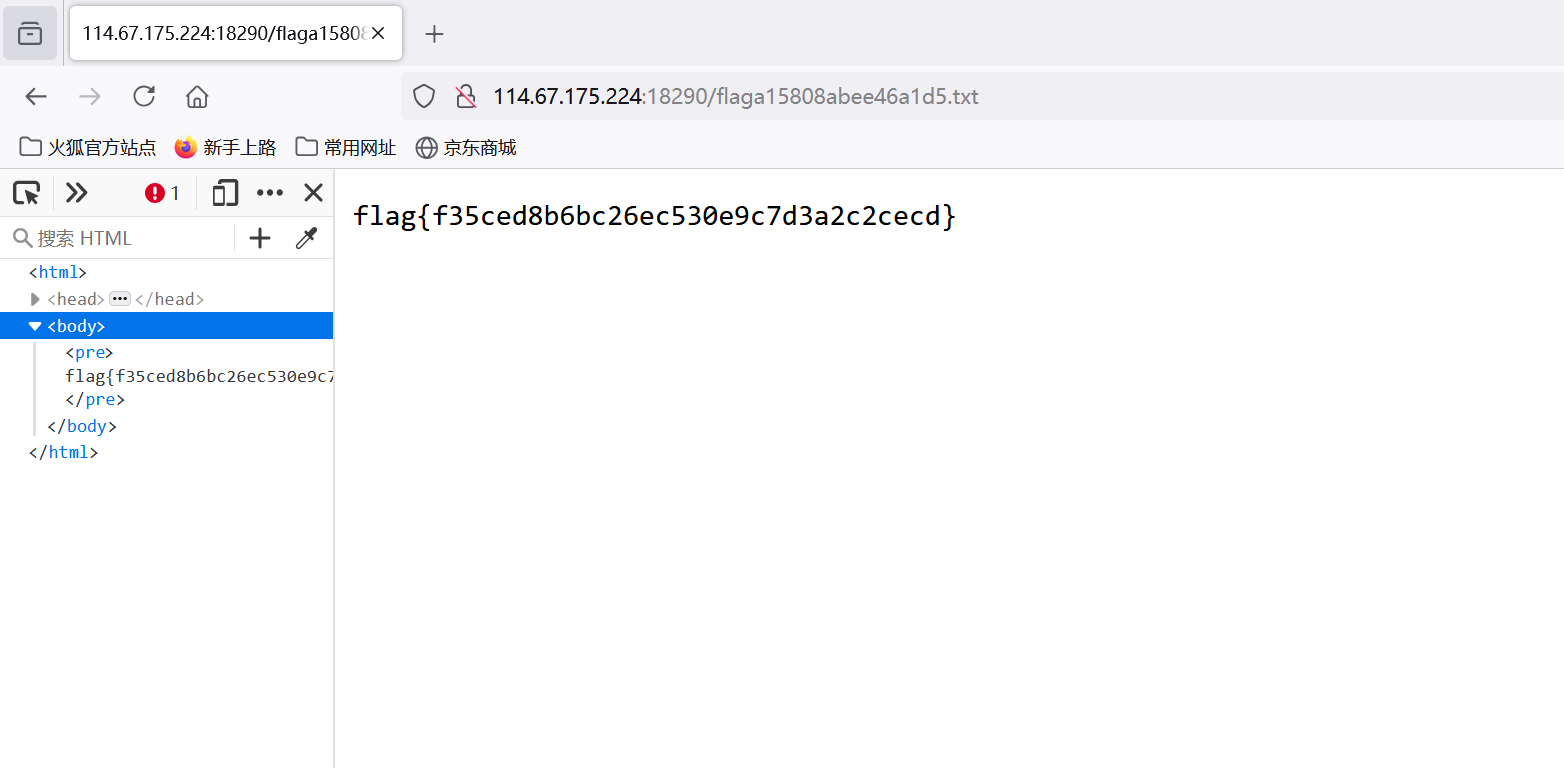 114.67.175.224:18290/flaga15808
114.67.175.224:18290/flaga15808abee46a1d5.txt
火狐官方站点 新手上路 常用网址 京东商城
1
搜索 HTML
flag{f35ced8b6bc26ec530e9c7d3a2c2cecd}
<html>
<head> ••• </head>
<body>
<pre>
flag{f35ced8b6bc26ec530e9c7
</pre>
</body>
</html>